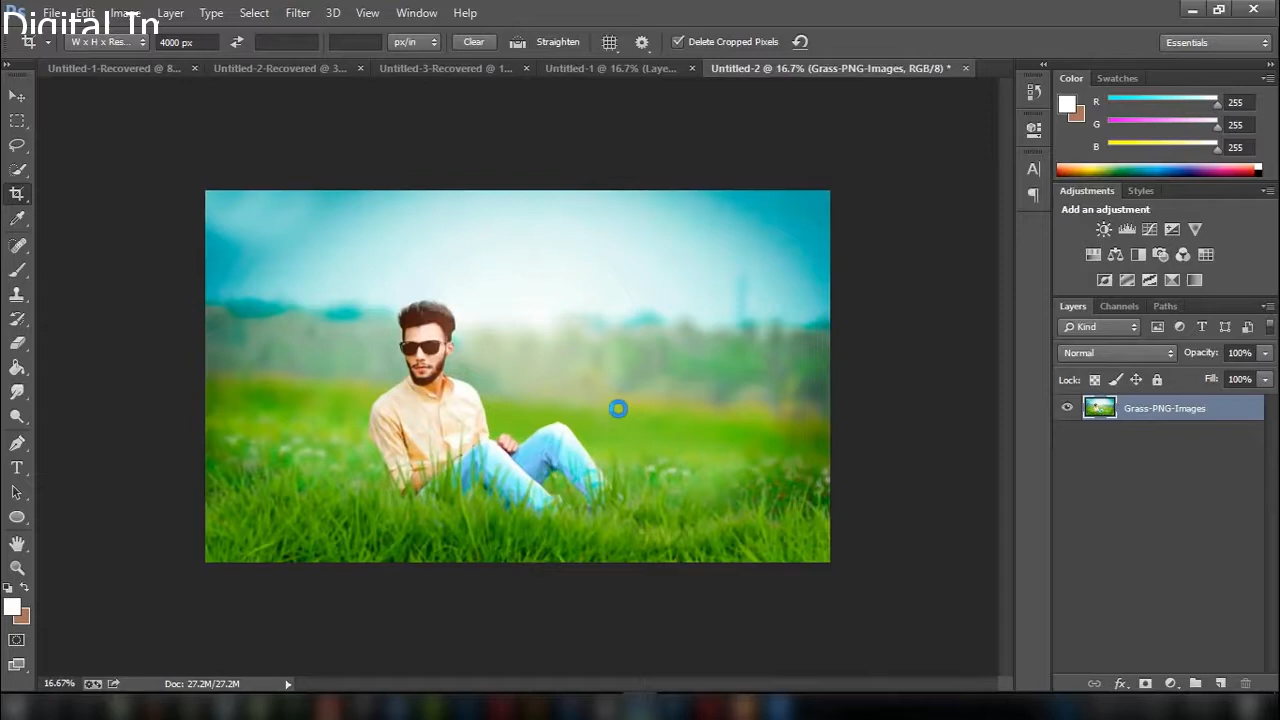 Digital
File Edit Image Layer Type Select Filter 3D View Window Help
W x H x Res... 4000 px px/in Clear Straighten Delete Cropped Pixels Essentials
Untitled-1-Recovered @ 8... × Untitled-2-Recovered @ 3... × Untitled-3-Recovered @ 1... × Untitled-1 @ 16.7% (Laye... × Untitled-2 @ 16.7% (Grass-PNG-Images, RGB/8) * ×
Color Swatches
R 255
G 255
B 255
Adjustments Styles
Add an adjustment
Layers Channels Paths
Kind
Normal Opacity: 100%
Lock: Fill: 100%
Grass-PNG-Images
16.67% Doc: 27.2M/27.2M